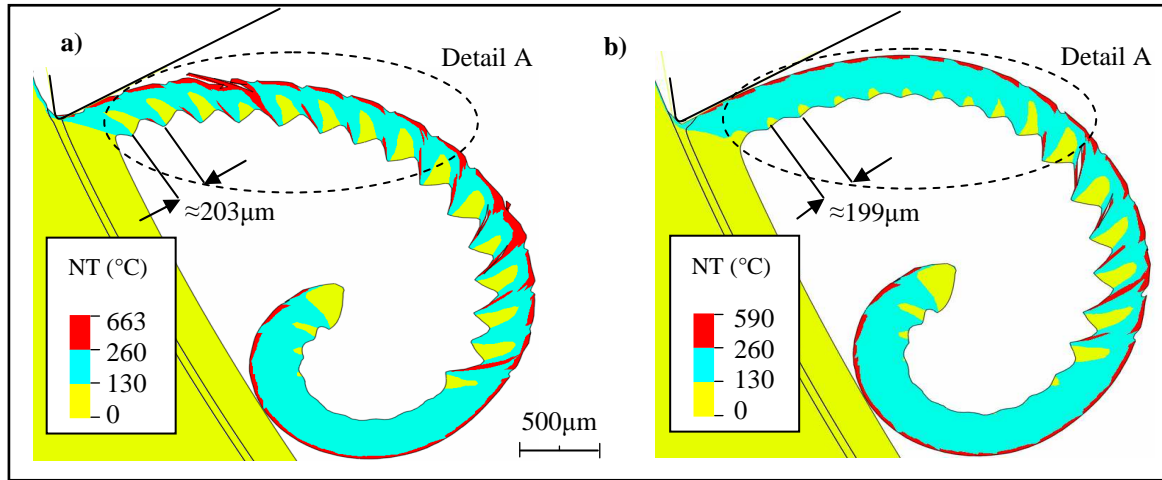 a)
Detail A
≈203µm
NT (°C)
663
260
130
0
500µm
b)
Detail A
≈199µm
NT (°C)
590
260
130
0